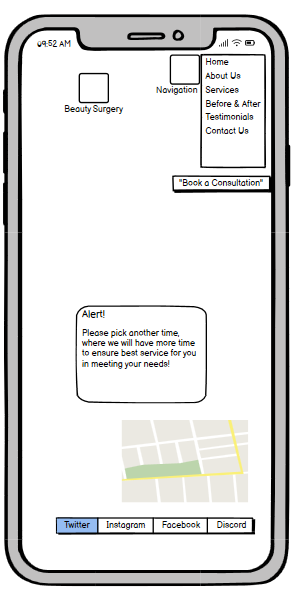 09:52 AM
Home
About Us
Services
Before & After
Testimonials
Contact Us
Navigation
Beauty Surgery
"Book a Consultation"
Alert!
Please pick another time,
where we will have more time
to ensure best service for you
in meeting your needs!
Twitter Instagram Facebook Discord